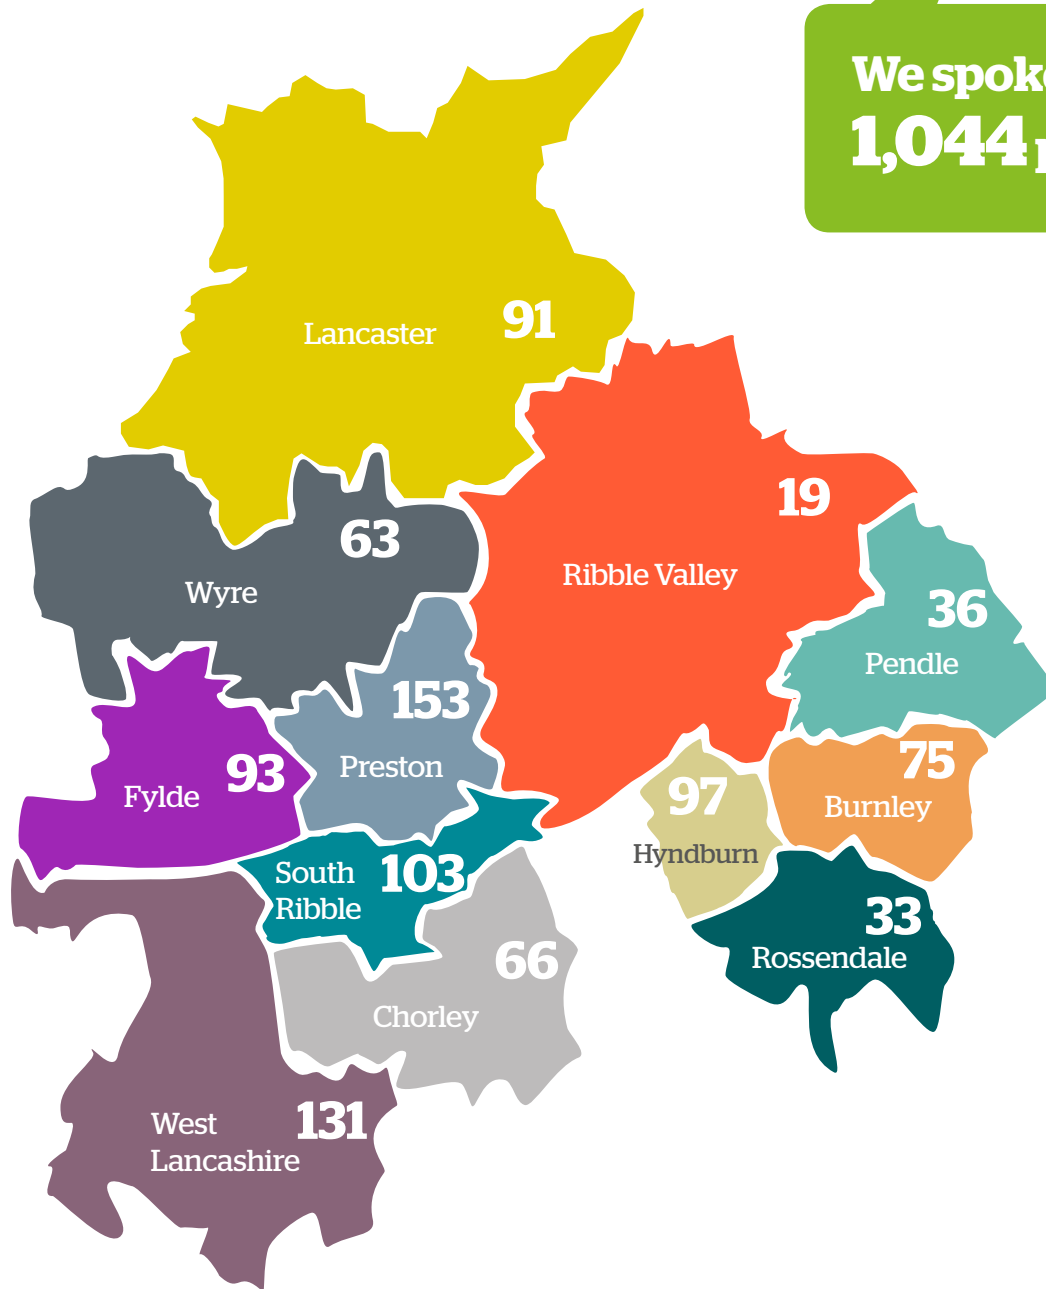 We spoke
1,044
Lancaster 91
19
63
Ribble Valley
Wyre
36
Pendle
153
Preston
93
Fylde
75
Burnley
97
Hyndburn
South 103
Ribble
33
Rossendale
66
Chorley
West 131
Lancashire